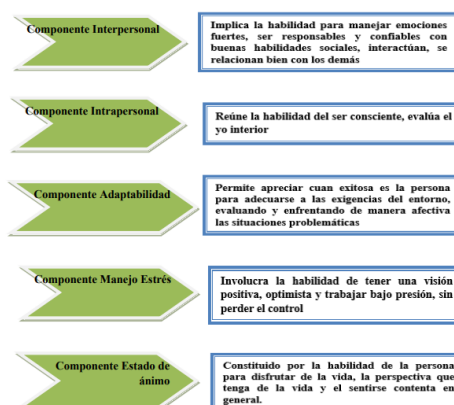 Componente Interpersonal
Implica la habilidad para manejar emociones
fuertes, ser responsables y confiables con
buenas habilidades sociales, interactúan, se
relacionan bien con los demás
Componente Intrapersonal
Reúne la habilidad del ser consciente, evalúa el
yo interior
Componente Adaptabilidad
Permite apreciar cuan exitosa es la persona
para adecuarse a las exigencias del entorno,
evaluando y enfrentando de manera afectiva
las situaciones problemáticas
Componente Manejo Estrés
Involucra la habilidad de tener una visión
positiva, optimista y trabajar bajo presión, sin
perder el control
Componente Estado de
ánimo
Constituido por la habilidad de la persona
para disfrutar de la vida, la perspectiva que
tenga de la vida y el sentirse contenta en
general.